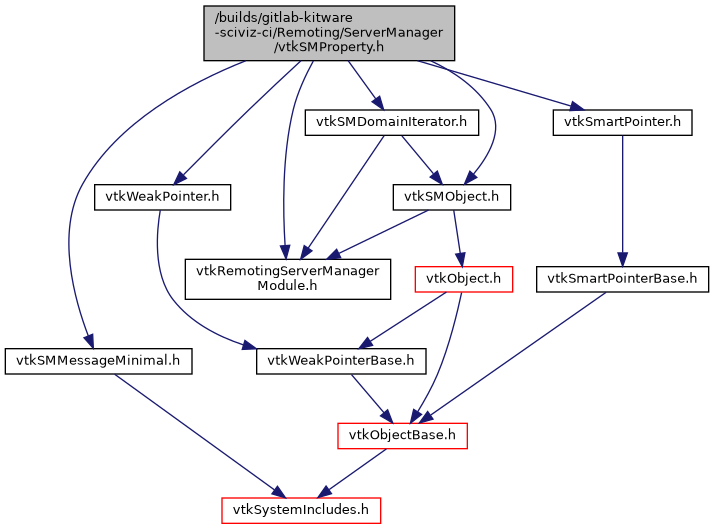 /builds/gitlab-kitware
-sciviz-ci/Remoting/ServerManager
/vtkSMProperty.h
vtkSMDomainIterator.h
vtkSmartPointer.h
vtkWeakPointer.h
vtkSMObject.h
vtkRemotingServerManager
Module.h
vtkObject.h
vtkSmartPointerBase.h
vtkSMMessageMinimal.h
vtkWeakPointerBase.h
vtkObjectBase.h
vtkSystemIncludes.h